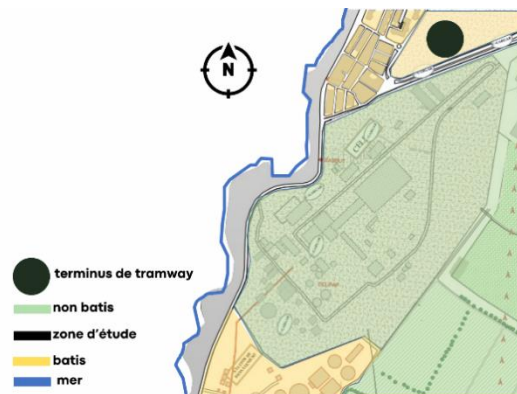 N
terminus de tramway
non batis
zone d'étude
batis
mer